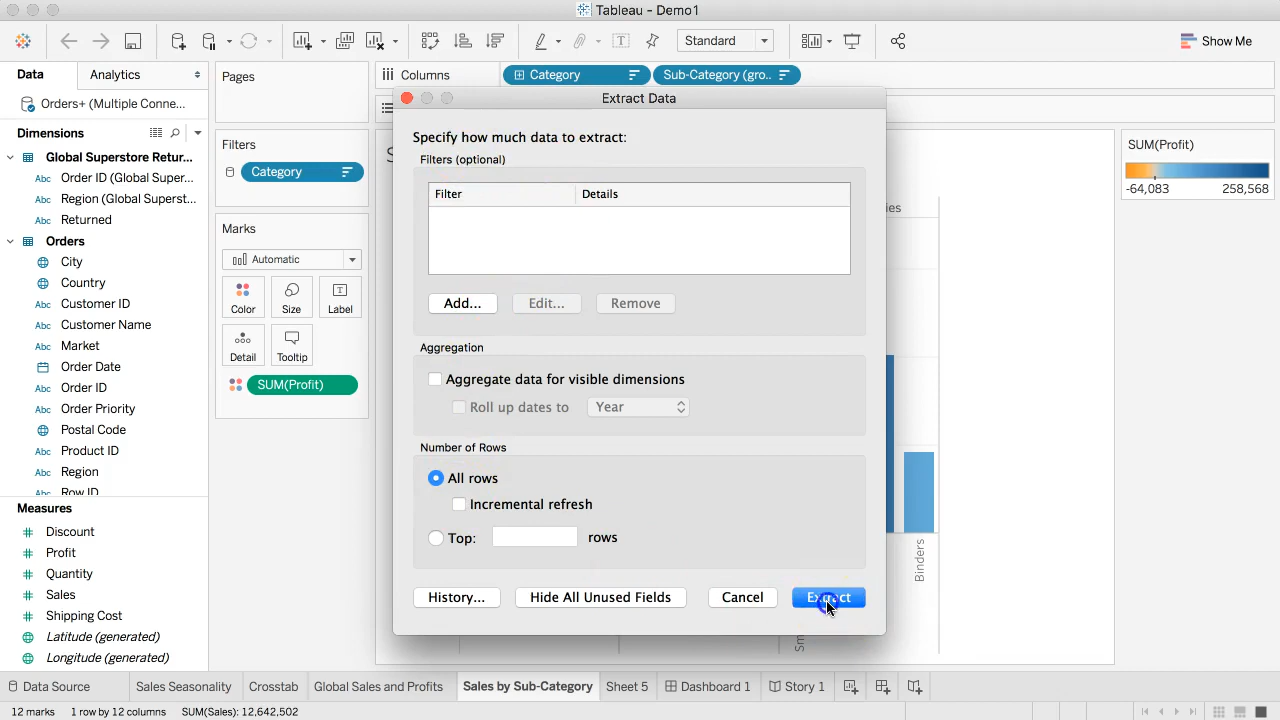 Tableau - Demo1
Standard
Show Me
Data
Analytics
Pages
Columns
Category
Sub-Category (gro..
Orders+ (Multiple Conne...
Dimensions
Global Superstore Retur...
Order ID (Global Super...
Region (Global Superst...
Returned
Orders
City
Country
Customer ID
Customer Name
Market
Order Date
Order ID
Order Priority
Postal Code
Product ID
Region
Row ID
Abc
Measures
Discount
Profit
Quantity
Sales
Shipping Cost
Latitude (generated)
Longitude (generated)
Filters
Category
Marks
Automatic
Color
Size
Label
Detail
Tooltip
SUM(Profit)
Extract Data
Specify how much data to extract:
Filters (optional)
Filter
Details
Add...
Edit...
Remove
Aggregation
Aggregate data for visible dimensions
Roll up dates to
Year
Number of Rows
All rows
Incremental refresh
Top:
rows
History...
Hide All Unused Fields
Cancel
Extract
S
ies
Binders
Sm
SUM(Profit)
-64,083
258,568
Data Source
Sales Seasonality
Crosstab
Global Sales and Profits
Sales by Sub-Category
Sheet 5
Dashboard 1
Story 1
12 marks
1 row by 12 columns
SUM(Sales): 12,642,502